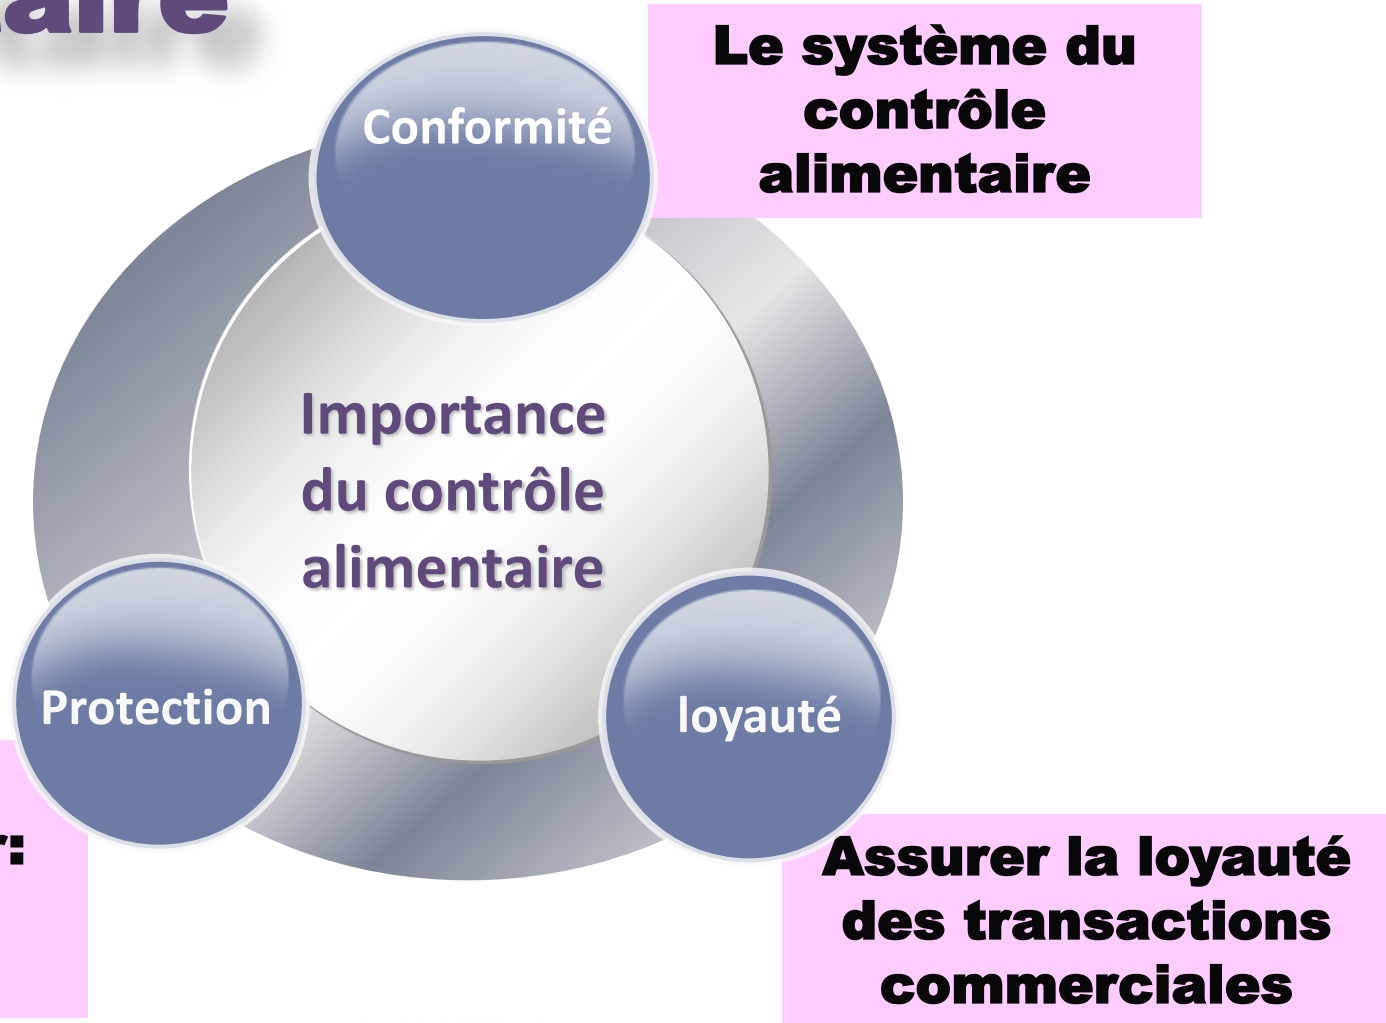 Conformité
Le système du
contrôle
alimentaire
Importance
du contrôle
alimentaire
Protection
loyauté
Assurer la loyauté
des transactions
commerciales